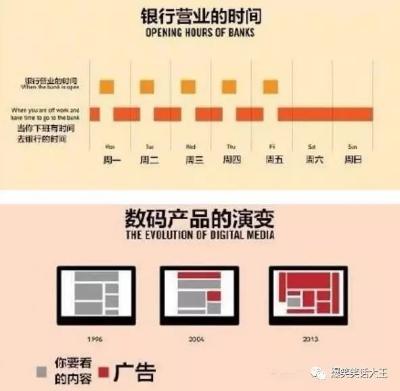 银行营业的时间
OPENING HOURS OF BANKS
银行营业的时间
When the bank is open
When you are off work and
have time to go to the bank
当你下班有时间
去银行的时间
Mon Tue Wed Thu Fri Sat Sun
周一 周二 周三 周四 周五 周六 周日
数码产品的演变
THE EVOLUTION OF DIGITAL MEDIA
1996 2004 2013
你要看
的内容
广告
爆笑笑话大王